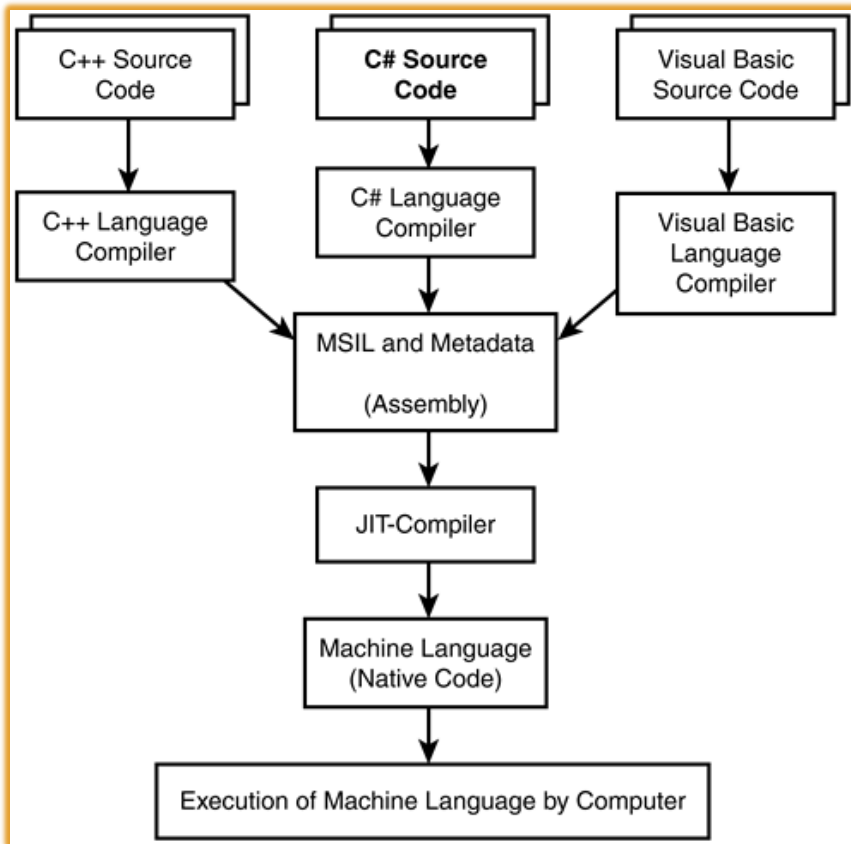 C++ Source
Code
C# Source
Code
Visual Basic
Source Code
C++ Language
Compiler
C# Language
Compiler
Visual Basic
Language
Compiler
MSIL and Metadata
(Assembly)
JIT-Compiler
Machine Language
(Native Code)
Execution of Machine Language by Computer